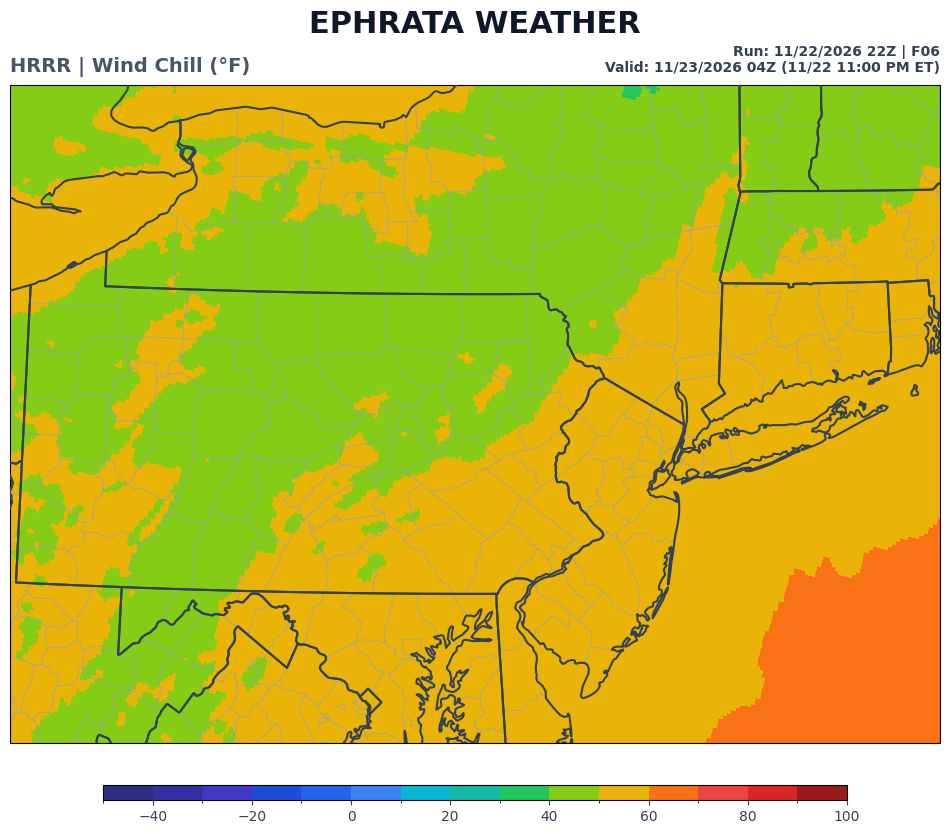 EPHRATA WEATHER
HRRR | Wind Chill (°F)
Run: 11/22/2026 22Z | F06
Valid: 11/23/2026 04Z (11/22 11:00 PM ET)
−40 −20 0 20 40 60 80 100